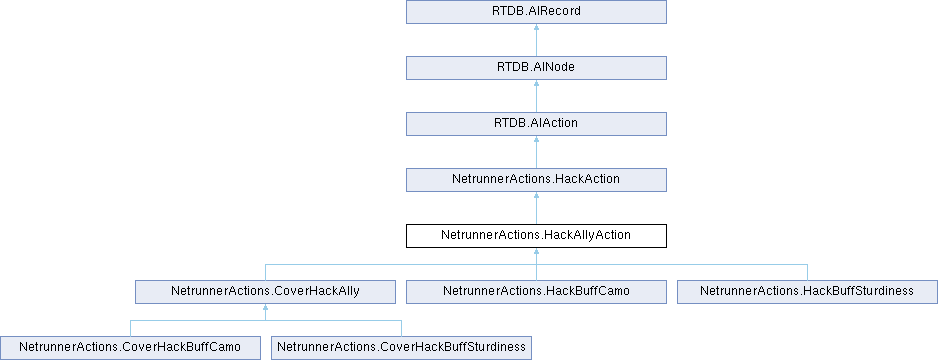 RTDB.AIRecord
RTDB.AINode
RTDB.AIAction
NetrunnerActions.HackAction
NetrunnerActions.HackAllyAction
NetrunnerActions.CoverHackAlly
NetrunnerActions.HackBuffCamo
NetrunnerActions.HackBuffSturdiness
NetrunnerActions.CoverHackBuffCamo
NetrunnerActions.CoverHackBuffSturdiness